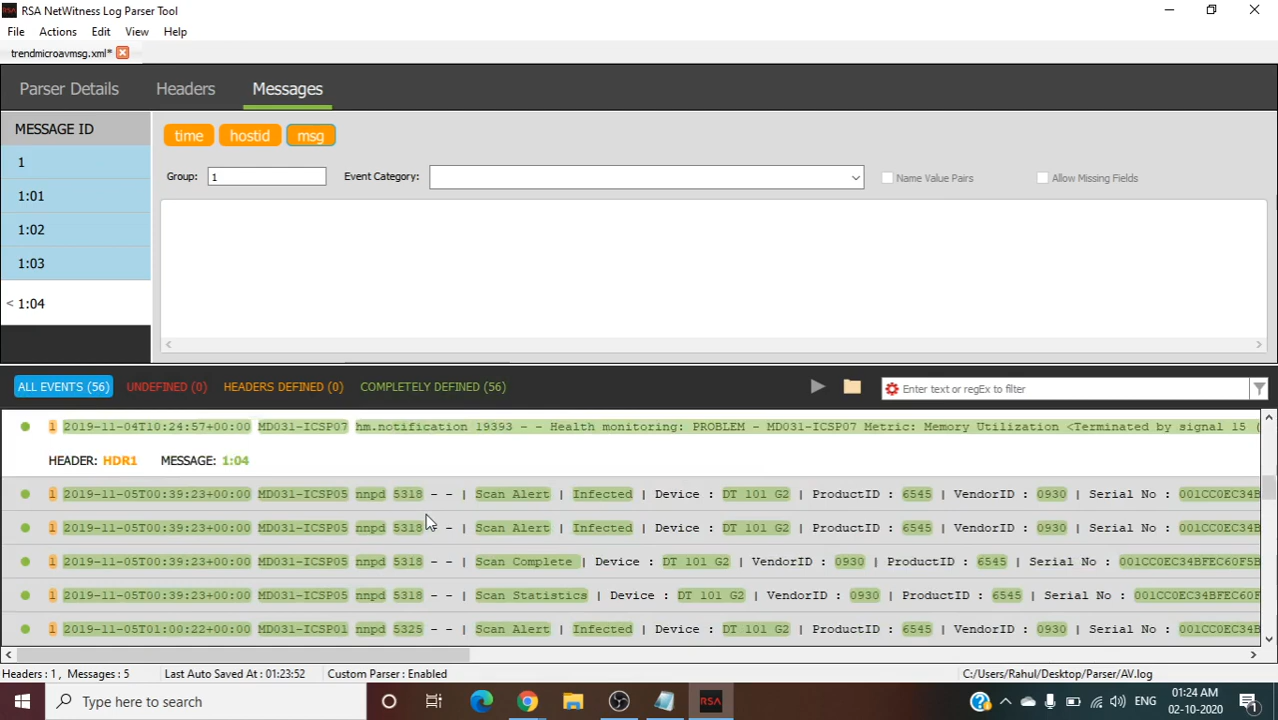 RSA NetWitness Log Parser Tool
File Actions Edit View Help
trendmicroavmsg.xml*
Parser Details Headers Messages
MESSAGE ID
time hostid msg
1
Group: 1 Event Category: Name Value Pairs Allow Missing Fields
1:01
1:02
1:03
< 1:04
ALL EVENTS (56) UNDEFINED (0) HEADERS DEFINED (0) COMPLETELY DEFINED (56) Enter text or regEx to filter
1 2019-11-04T10:24:57+00:00 MD031-ICSP07 hm.notification 19393 - - Health monitoring: PROBLEM - MD031-ICSP07 Metric: Memory Utilization <Terminated by signal 15 (
HEADER: HDR1 MESSAGE: 1:04
1 2019-11-05T00:39:23+00:00 MD031-ICSP05 nnpd 5318 - - | Scan Alert | Infected | Device : DT 101 G2 | ProductID : 6545 | VendorID : 0930 | Serial No : 001CC0EC34B
1 2019-11-05T00:39:23+00:00 MD031-ICSP05 nnpd 5318 - - | Scan Alert | Infected | Device : DT 101 G2 | ProductID : 6545 | VendorID : 0930 | Serial No : 001CC0EC34B
1 2019-11-05T00:39:23+00:00 MD031-ICSP05 nnpd 5318 - - | Scan Complete | Device : DT 101 G2 | VendorID : 0930 | ProductID : 6545 | Serial No : 001CC0EC34BFEC60F5B
1 2019-11-05T00:39:23+00:00 MD031-ICSP05 nnpd 5318 - - | Scan Statistics | Device : DT 101 G2 | VendorID : 0930 | ProductID : 6545 | Serial No : 001CC0EC34BFEC60F
1 2019-11-05T01:00:22+00:00 MD031-ICSP01 nnpd 5325 - - | Scan Alert | Infected | Device : DT 101 G2 | ProductID : 6545 | VendorID : 0930 | Serial No : 001CC0EC34B
Headers : 1 , Messages : 5 Last Auto Saved At : 01:23:52 Custom Parser : Enabled C:/Users/Rahul/Desktop/Parser/AV.log
Type here to search RSA ENG 01:24 AM
02-10-2020 1